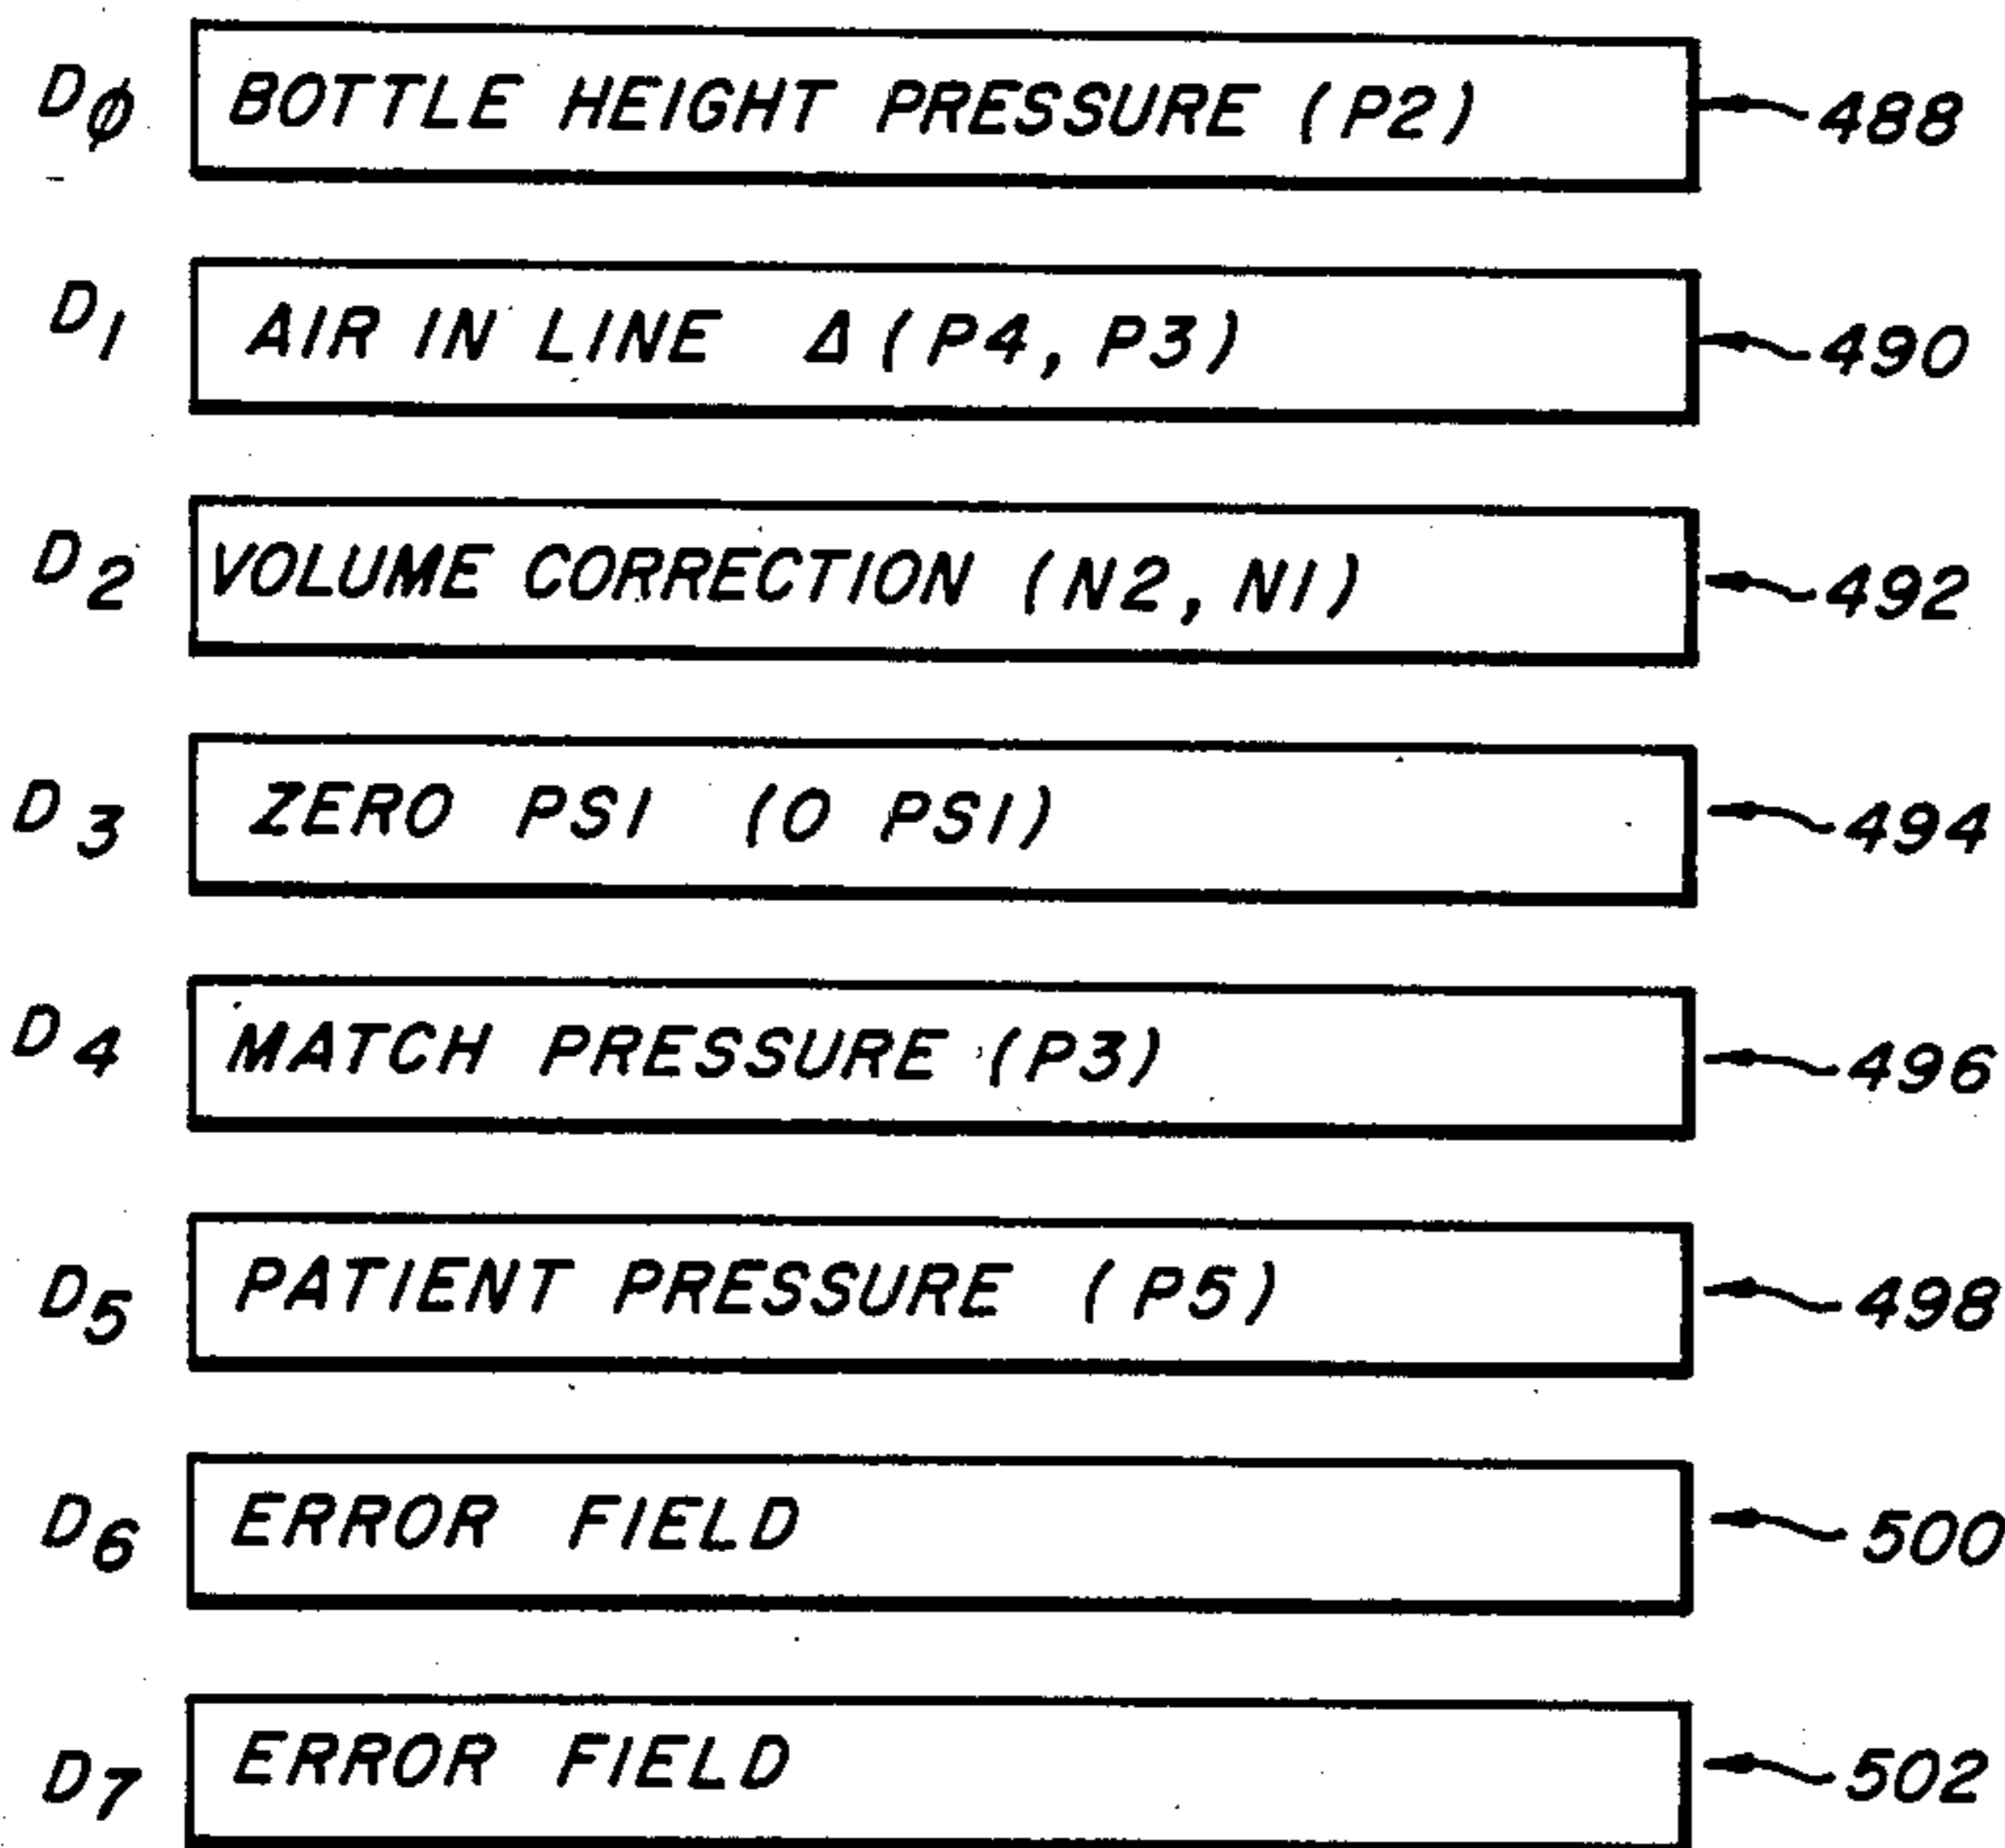 DØ BOTTLE HEIGHT PRESSURE (P2) 488
D1 AIR IN LINE Δ (P4, P3) 490
D2 VOLUME CORRECTION (N2, N1) 492
D3 ZERO PSI (0 PSI) 494
D4 MATCH PRESSURE (P3) 496
D5 PATIENT PRESSURE (P5) 498
D6 ERROR FIELD 500
D7 ERROR FIELD 502